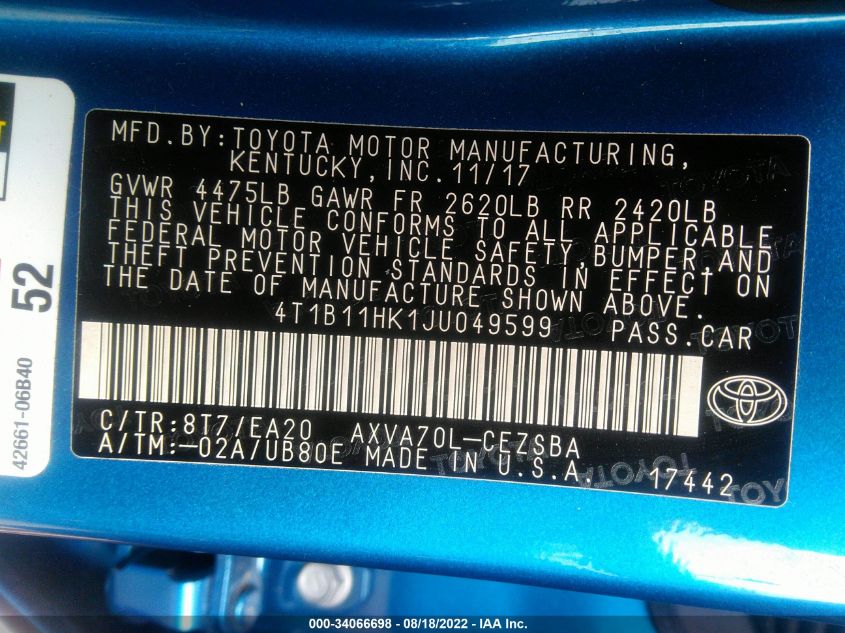 MFD.BY:TOYOTA MOTOR MANUFACTURING,
KENTUCKY,INC.11/17
GVWR 4475LB GAWR FR 2620LB RR 2420LB
THIS VEHICLE CONFORMS TO ALL APPLICABLE
FEDERAL MOTOR VEHICLE SAFETY,BUMPER,AND
THEFT PREVENTION STANDARDS IN EFFECT ON
THE DATE OF MANUFACTURE SHOWN ABOVE.
4T1B11HK1JU049599 PASS.CAR
C/TR:8T7/EA20 AXVA70L-CEZSBA
A/TM:-02A/UB80E MADE IN U.S.A.
17442
52
42661-06B40
000-34066698 - 08/18/2022 - IAA Inc.